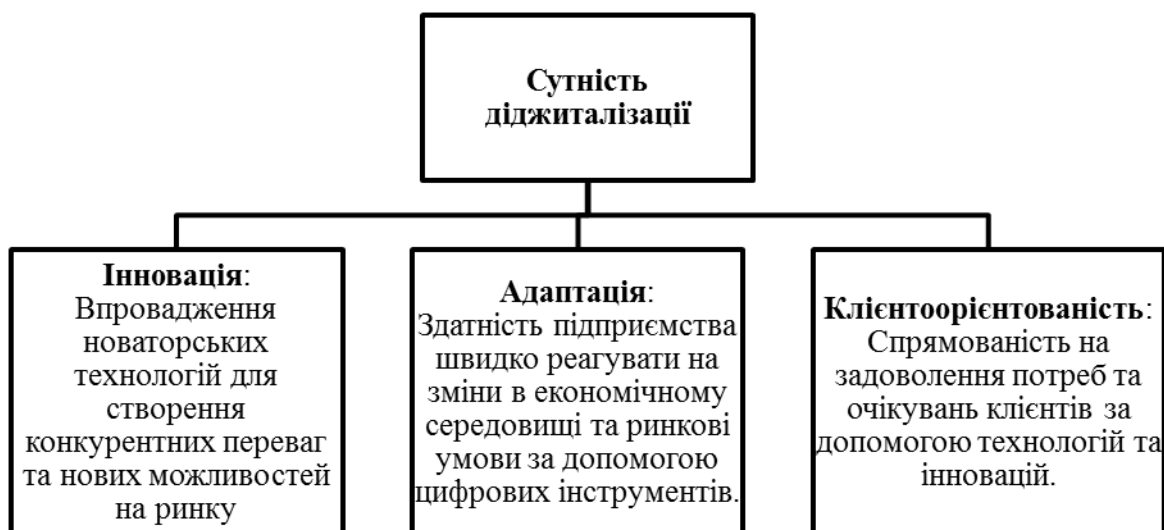 Сутність
діджиталізації
Інновація:
Впровадження
новаторських
технологій для
створення
конкурентних переваг
та нових можливостей
на ринку
Адаптація:
Здатність підприємства
швидко реагувати на
зміни в економічному
середовищі та ринкові
умови за допомогою
цифрових інструментів.
Клієнтоорієнтованість:
Спрямованість на
задоволення потреб та
очікувань клієнтів за
допомогою технологій та
інновацій.